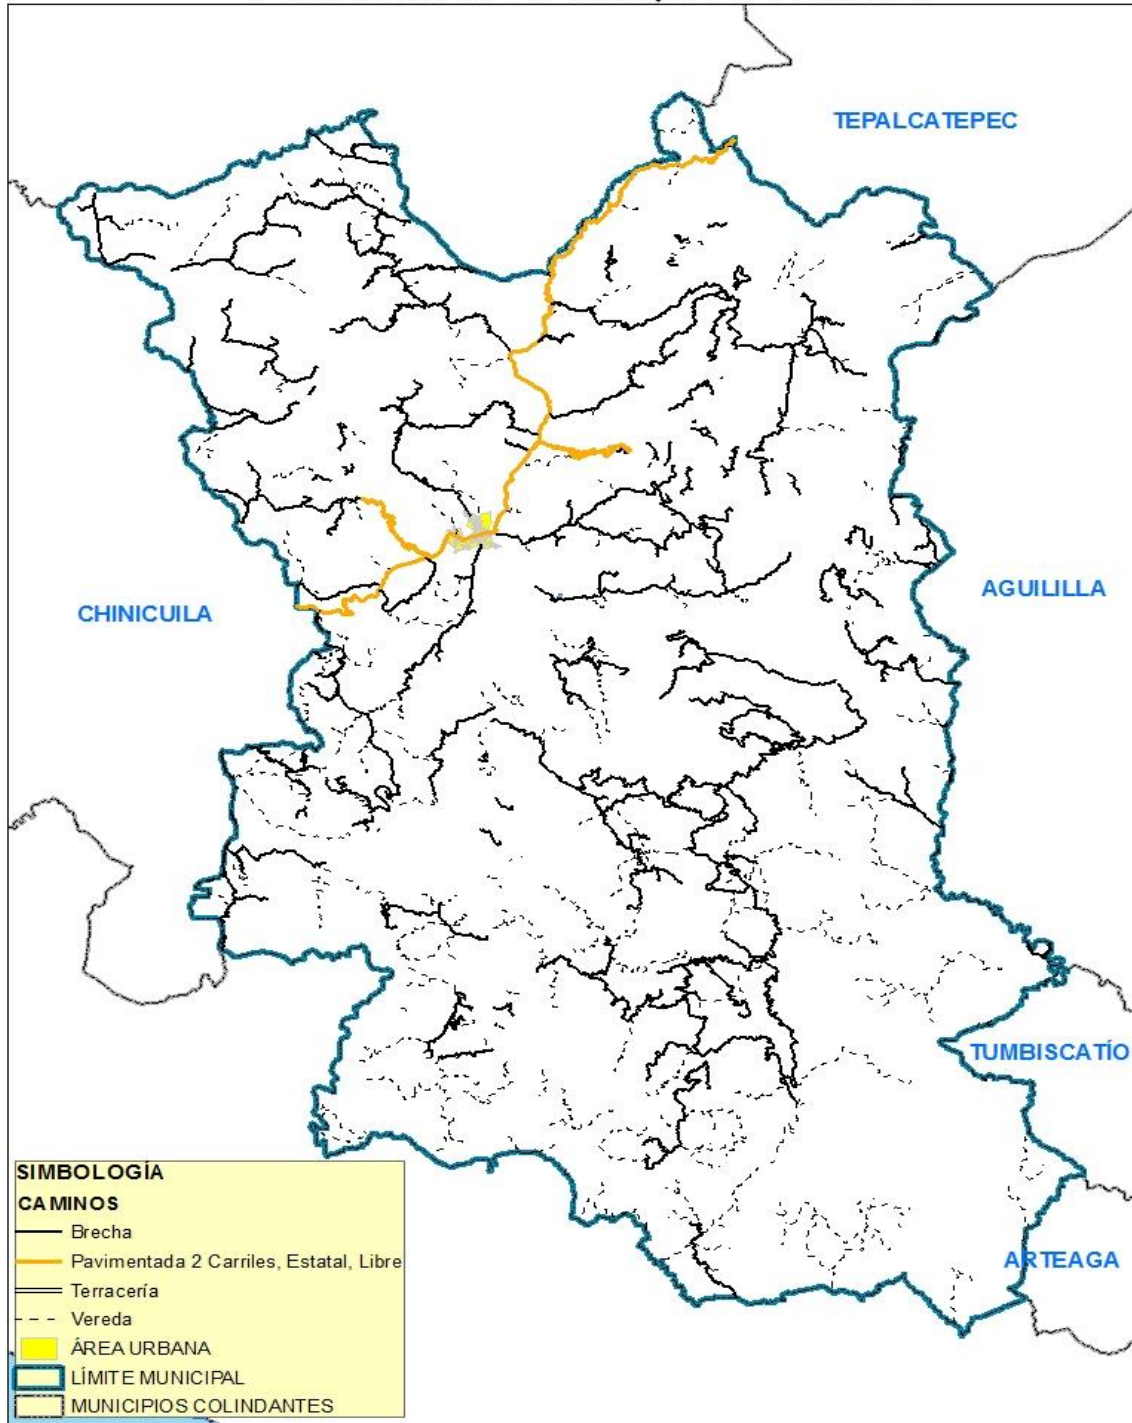 TEPALCATEPEC
AGUILILLA
CHINICUILA
TUMBISCATÍO
ARTEAGA
SIMBOLOGÍA
CAMINOS
Brecha
Pavimentada 2 Carriles, Estatal, Libre
Terracería
Vereda
ÁREA URBANA
LÍMITE MUNICIPAL
MUNICIPIOS COLINDANTES